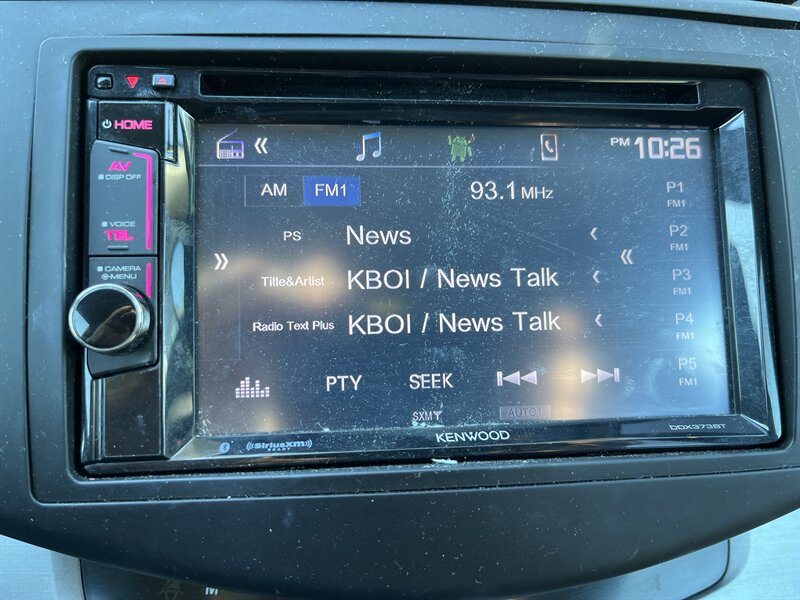 HOME
AV
DISP OFF
VOICE
TEL
CAMERA
MENU
PM 10:26
AM FM1 93.1 MHz
P1
FM1
PS News
P2
FM1
Title&Artist KBOI / News Talk
P3
FM1
Radio Text Plus KBOI / News Talk
P4
FM1
PTY SEEK
P5
FM1
SXM AUTO1
SiriusXM
READY
KENWOOD
DDX373BT
M